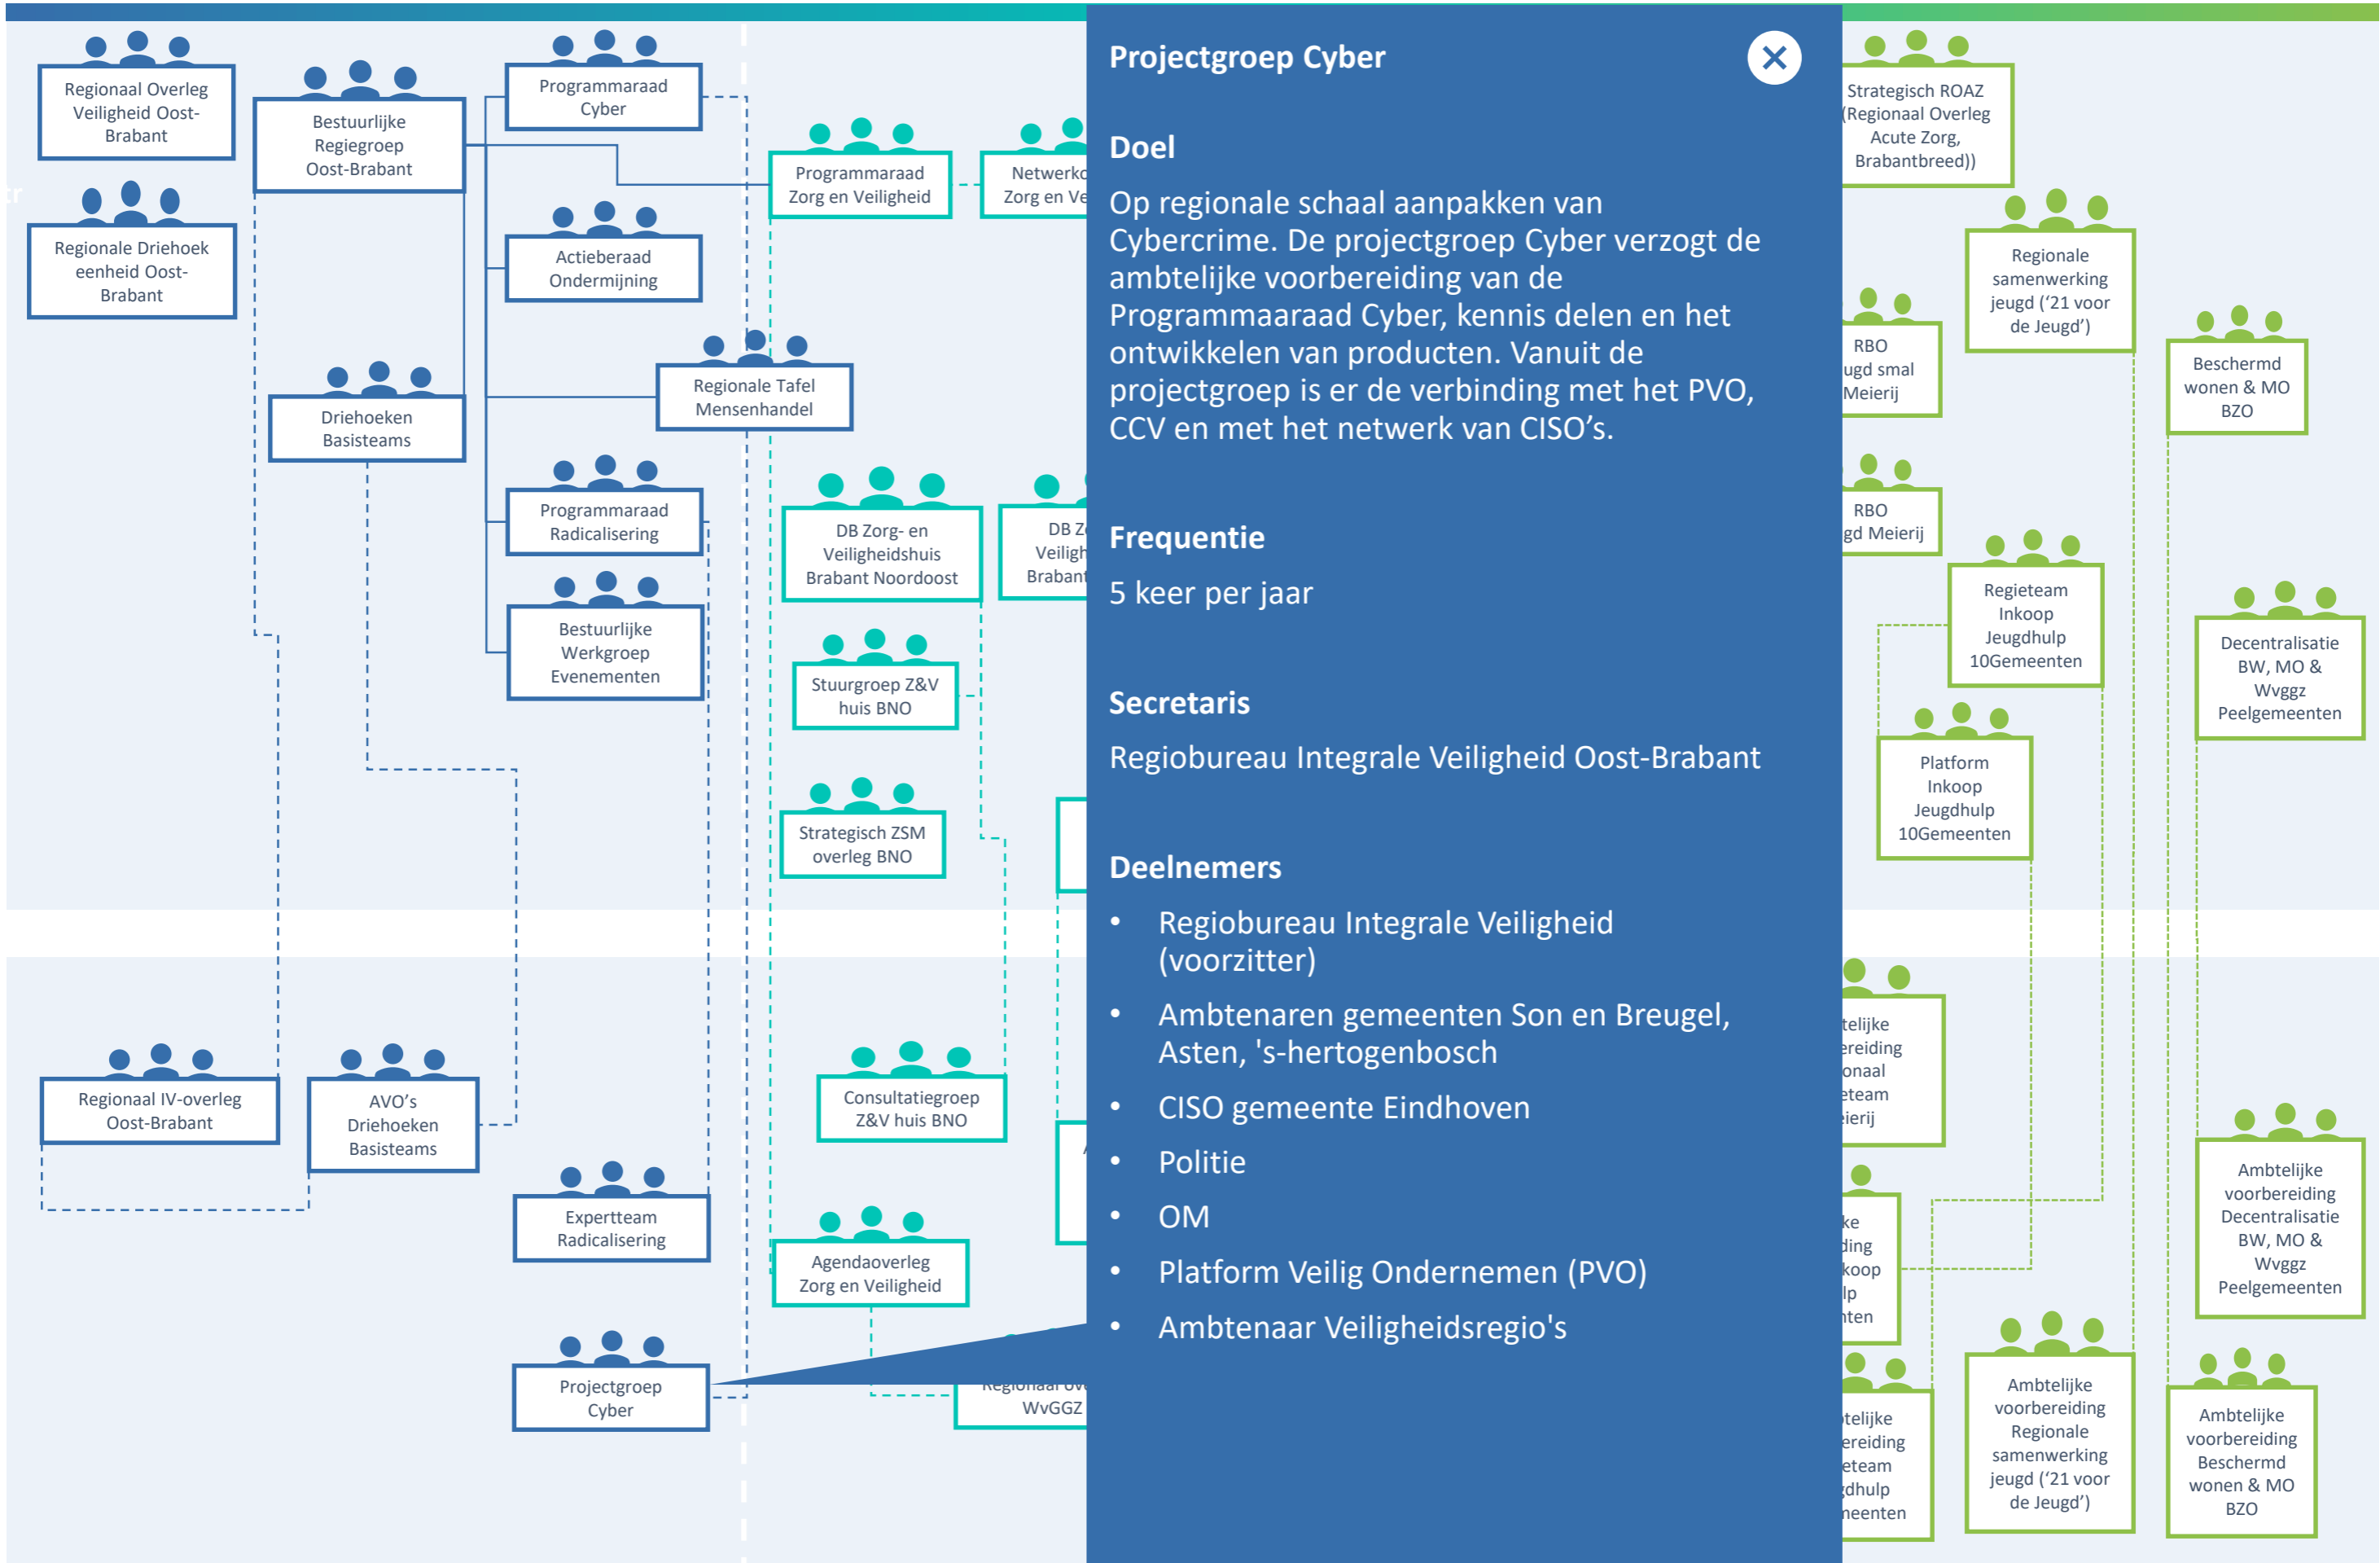 Regionaal Overleg
Veiligheid Oost-
Brabant
Bestuurlijke
Regiegroep
Oost-Brabant
Programmaraad
Cyber
Regionale Driehoek
eenheid Oost-
Brabant
Actieberaad
Ondermijning
Driehoeken
Basisteams
Regionale Tafel
Mensenhandel
Programmaraad
Radicalisering
Bestuurlijke
Werkgroep
Evenementen
Regionaal IV-overleg
Oost-Brabant
AVO's
Driehoeken
Basisteams
Expertteam
Radicalisering
Projectgroep
Cyber
Programmaraad
Zorg en Veiligheid
Zorg en
DB Zorg- en
Veiligheidshuis
Brabant Noordoost
DB
Brabant
Stuurgroep Z&V
huis BNO
Strategisch ZSM
overleg BNO
Consultatiegroep
Z&V huis BNO
Agendaoverleg
Zorg en Veiligheid
Regionaal
WvGGZ
Projectgroep Cyber
Doel
Op regionale schaal aanpakken van
Cybercrime. De projectgroep Cyber verzogt de
ambtelijke voorbereiding van de
Programmaaraad Cyber, kennis delen en het
ontwikkelen van producten. Vanuit de
projectgroep is er de verbinding met het PVO,
CCV en met het netwerk van CISO’s.
Frequentie
5 keer per jaar
Secretaris
Regiobureau Integrale Veiligheid Oost-Brabant
Deelnemers
• Regiobureau Integrale Veiligheid
(voorzitter)
• Ambtenaren gemeenten Son en Breugel,
Asten, 's-hertogenbosch
• CISO gemeente Eindhoven
• Politie
• OM
• Platform Veilig Ondernemen (PVO)
• Ambtenaar Veiligheidsregio's
Strategisch ROAZ
(Regionaal Overleg
Acute Zorg,
Brabantbreed))
Regionale
samenwerking
jeugd (‘21 voor
de Jeugd’)
RBO
smal
Meierij
Beschermd
wonen & MO
BZO
RBO
Meierij
Regieteam
Inkoop
Jeugdhulp
10Gemeenten
Decentralisatie
BW, MO &
Wvggz
Peelgemeenten
Platform
Inkoop
Jeugdhulp
10Gemeenten
Ambtelijke
voorbereiding
Decentralisatie
BW, MO &
Wvggz
Peelgemeenten
Ambtelijke
voorbereiding
Regionale
samenwerking
jeugd (‘21 voor
de Jeugd’)
Ambtelijke
voorbereiding
Beschermd
wonen & MO
BZO